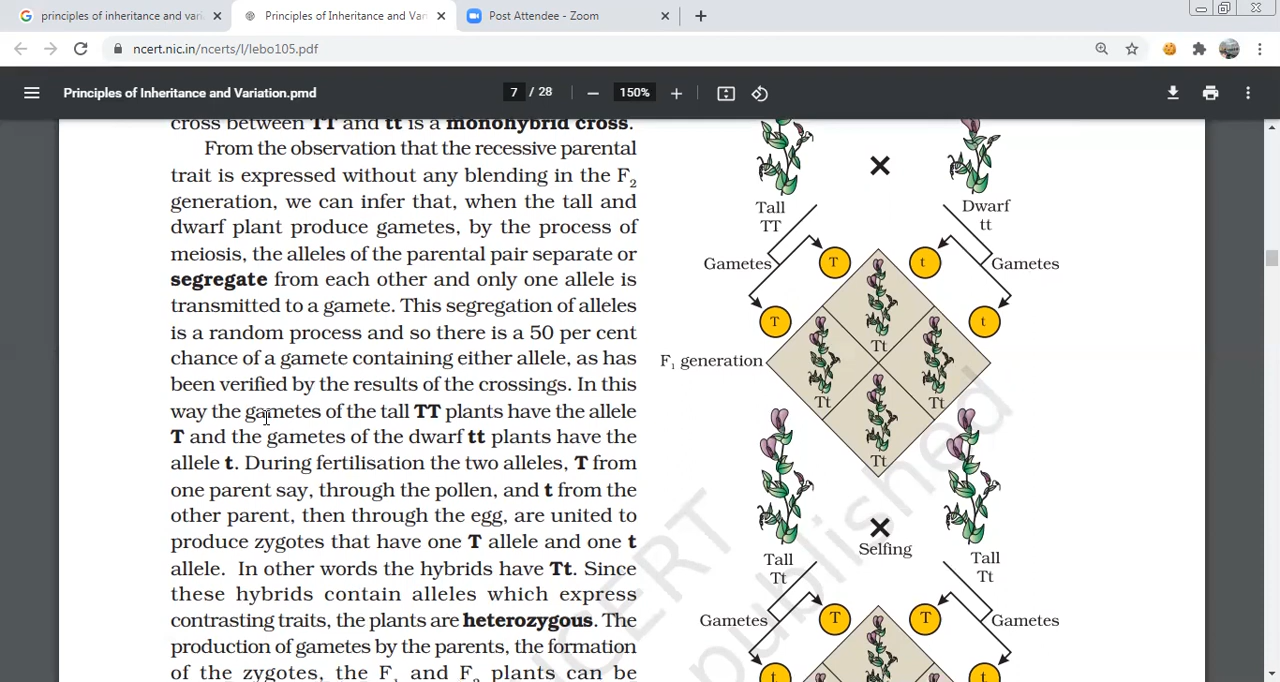 principles of inheritance and vari
Principles of Inheritance and Var
Post Attendee - Zoom
ncert.nic.in/ncerts/l/lebo105.pdf
Principles of Inheritance and Variation.pmd
7 / 28
150%
cross between TT and tt is a monohybrid cross.
From the observation that the recessive parental
trait is expressed without any blending in the F2
generation, we can infer that, when the tall and
dwarf plant produce gametes, by the process of
meiosis, the alleles of the parental pair separate or
segregate from each other and only one allele is
transmitted to a gamete. This segregation of alleles
is a random process and so there is a 50 per cent
chance of a gamete containing either allele, as has
been verified by the results of the crossings. In this
way the gametes of the tall TT plants have the allele
T and the gametes of the dwarf tt plants have the
allele t. During fertilisation the two alleles, T from
one parent say, through the pollen, and t from the
other parent, then through the egg, are united to
produce zygotes that have one T allele and one t
allele. In other words the hybrids have Tt. Since
these hybrids contain alleles which express
contrasting traits, the plants are heterozygous. The
production of gametes by the parents, the formation
of the zygotes, the F1 and F2 plants can be
Tall
TT
Dwarf
tt
Gametes
T
t
Gametes
T
t
Tt
F1 generation
Tt
Tt
Tt
Selfing
Tall
Tt
Tall
Tt
Gametes
T
T
Gametes
t
t
NCERT
published